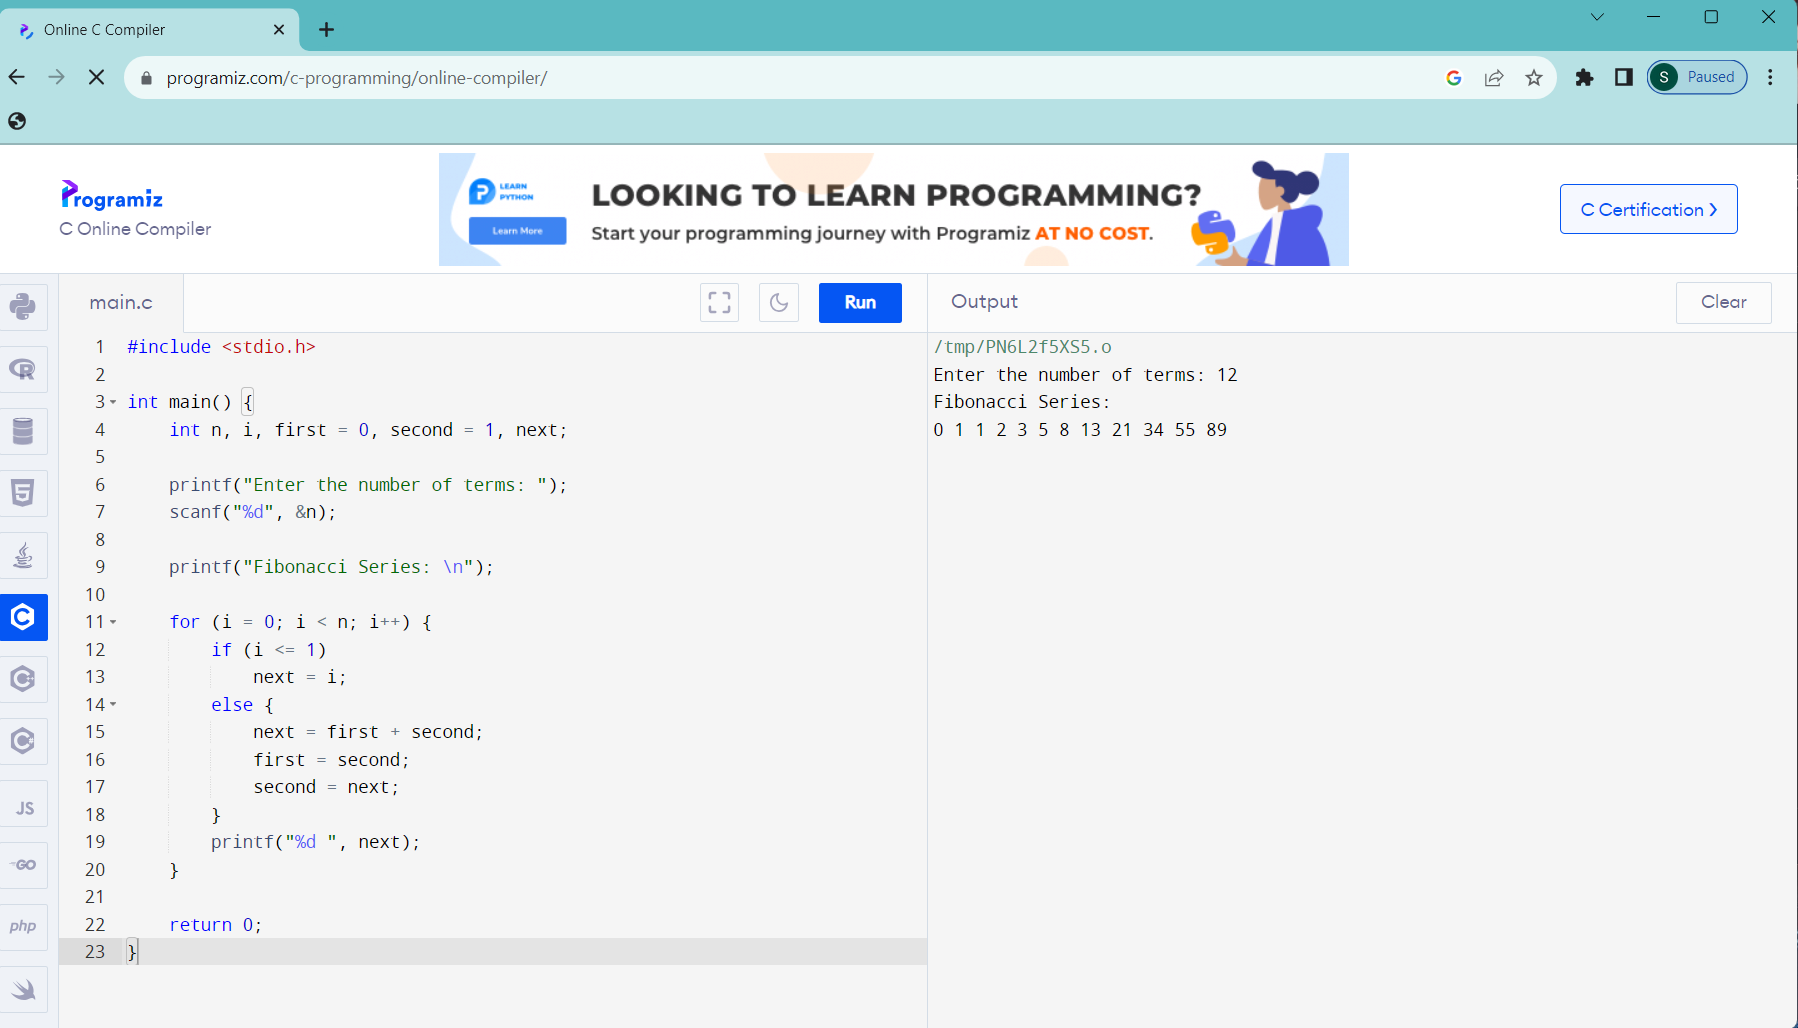 Online C Compiler
programiz.com/c-programming/online-compiler/
S Paused
Programiz
C Online Compiler
LEARN
PYTHON
Learn More
LOOKING TO LEARN PROGRAMMING?
Start your programming journey with Programiz AT NO COST.
C Certification
main.c
Run
Output
Clear
1 #include <stdio.h>
2
3 int main() {
4 int n, i, first = 0, second = 1, next;
5
6 printf("Enter the number of terms: ");
7 scanf("%d", &n);
8
9 printf("Fibonacci Series: \n");
10
11 for (i = 0; i < n; i++) {
12 if (i <= 1)
13 next = i;
14 else {
15 next = first + second;
16 first = second;
17 second = next;
18 }
19 printf("%d ", next);
20 }
21
22 return 0;
23 }
/tmp/PN6L2f5XS5.o
Enter the number of terms: 12
Fibonacci Series:
0 1 1 2 3 5 8 13 21 34 55 89
R
5
C
C
C#
JS
GO
php